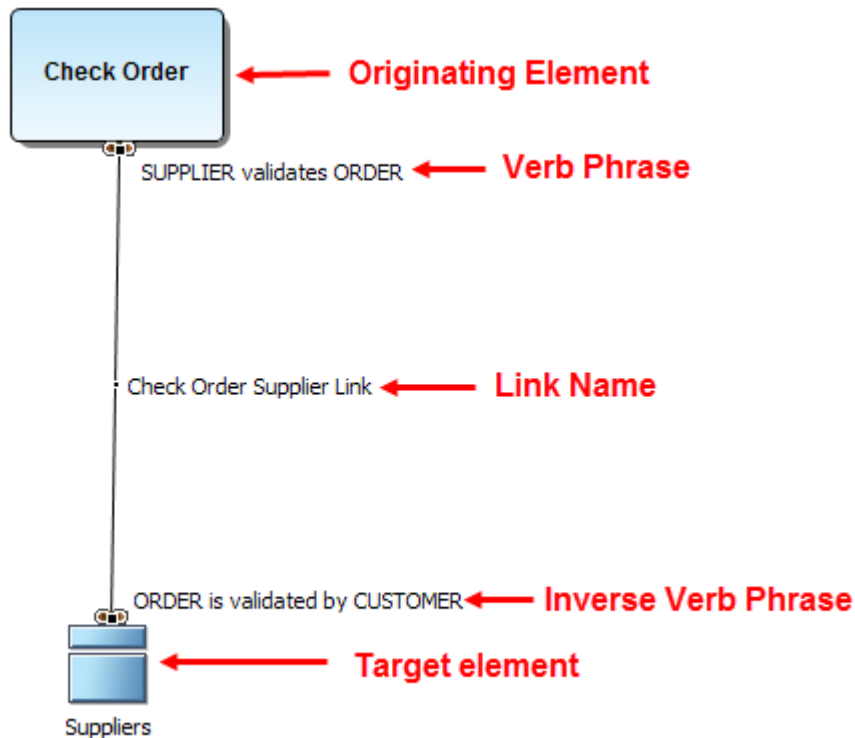 Check Order
Originating Element
SUPPLIER validates ORDER
Verb Phrase
Check Order Supplier Link
Link Name
ORDER is validated by CUSTOMER
Inverse Verb Phrase
Target element
Suppliers